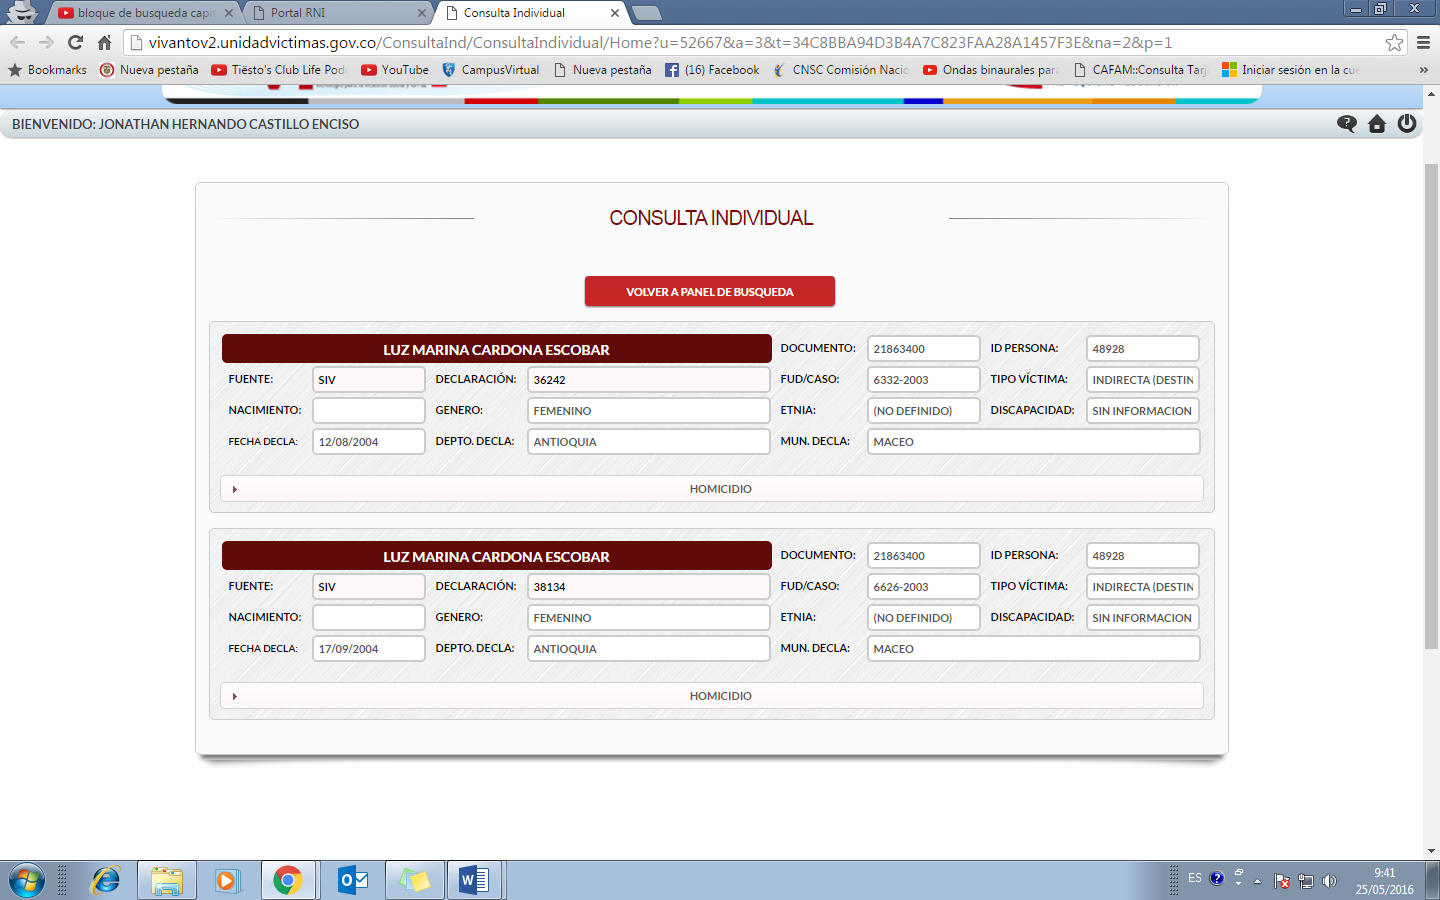 bloque de busqueda capit
Portal RNI
Consulta Individual
vivantov2.unidadvictimas.gov.co/ConsultaInd/ConsultaIndividual/Home?u=52667&a=3&t=34C8BBA94D3B4A7C823FAA28A1457F3E&na=2&p=1
Bookmarks Nueva pestaña Tiësto's Club Life Pod YouTube CampusVirtual Nueva pestaña (16) Facebook CNSC Comisión Nacio Ondas binaurales para CAFAM::Consulta Tarj Iniciar sesión en la cue »
BIENVENIDO: JONATHAN HERNANDO CASTILLO ENCISO
CONSULTA INDIVIDUAL
VOLVER A PANEL DE BUSQUEDA
LUZ MARINA CARDONA ESCOBAR DOCUMENTO: 21863400 ID PERSONA: 48928
FUENTE: SIV DECLARACIÓN: 36242 FUD/CASO: 6332-2003 TIPO VÍCTIMA: INDIRECTA (DESTIN
NACIMIENTO: GENERO: FEMENINO ETNIA: (NO DEFINIDO) DISCAPACIDAD: SIN INFORMACION
FECHA DECLA: 12/08/2004 DEPTO. DECLA: ANTIOQUIA MUN. DECLA: MACEO
HOMICIDIO
LUZ MARINA CARDONA ESCOBAR DOCUMENTO: 21863400 ID PERSONA: 48928
FUENTE: SIV DECLARACIÓN: 38134 FUD/CASO: 6626-2003 TIPO VÍCTIMA: INDIRECTA (DESTIN
NACIMIENTO: GENERO: FEMENINO ETNIA: (NO DEFINIDO) DISCAPACIDAD: SIN INFORMACION
FECHA DECLA: 17/09/2004 DEPTO. DECLA: ANTIOQUIA MUN. DECLA: MACEO
HOMICIDIO
ES
9:41
25/05/2016